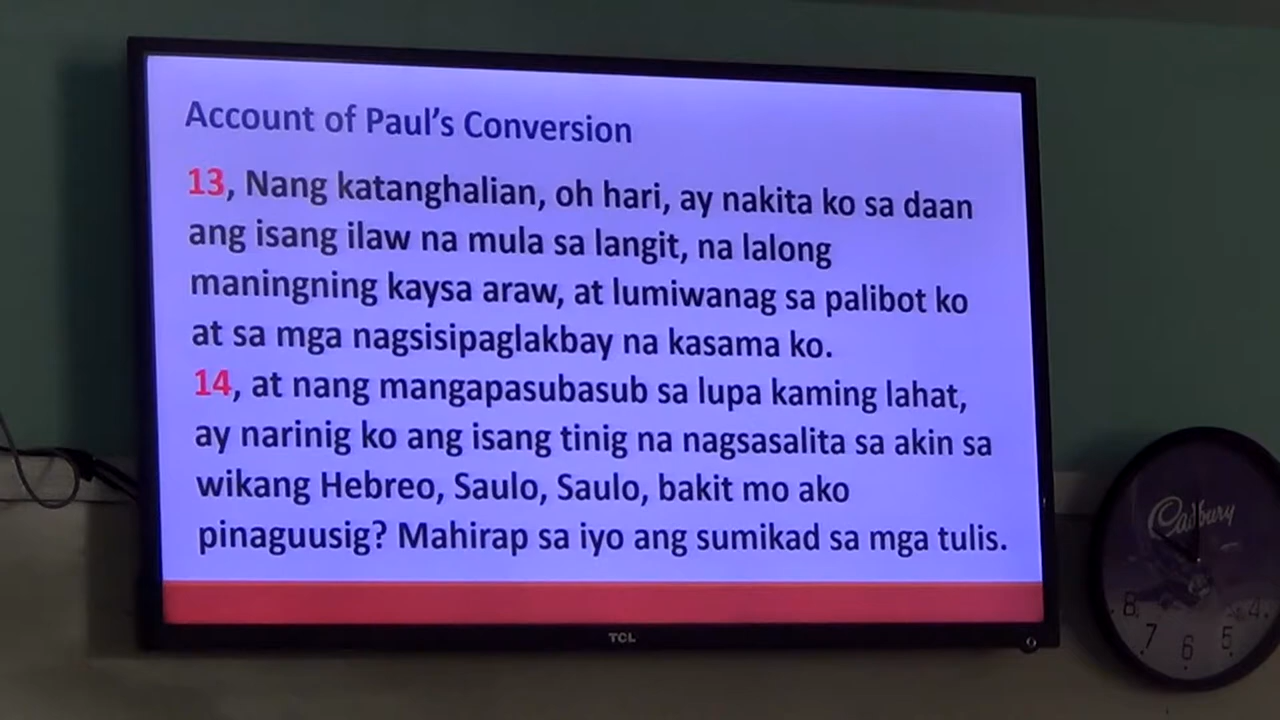 Account of Paul's Conversion
13, Nang katanghalian, oh hari, ay nakita ko sa daan
ang isang ilaw na mula sa langit, na lalong
maningning kaysa araw, at lumiwanag sa palibot ko
at sa mga nagsisipaglakbay na kasama ko.
14, at nang mangapasubasub sa lupa kaming lahat,
ay narinig ko ang isang tinig na nagsasalita sa akin sa
wikang Hebreo, Saulo, Saulo, bakit mo ako
pinaguusig? Mahirap sa iyo ang sumikad sa mga tulis.
TCL
Cadbury
8 4
7 5
6